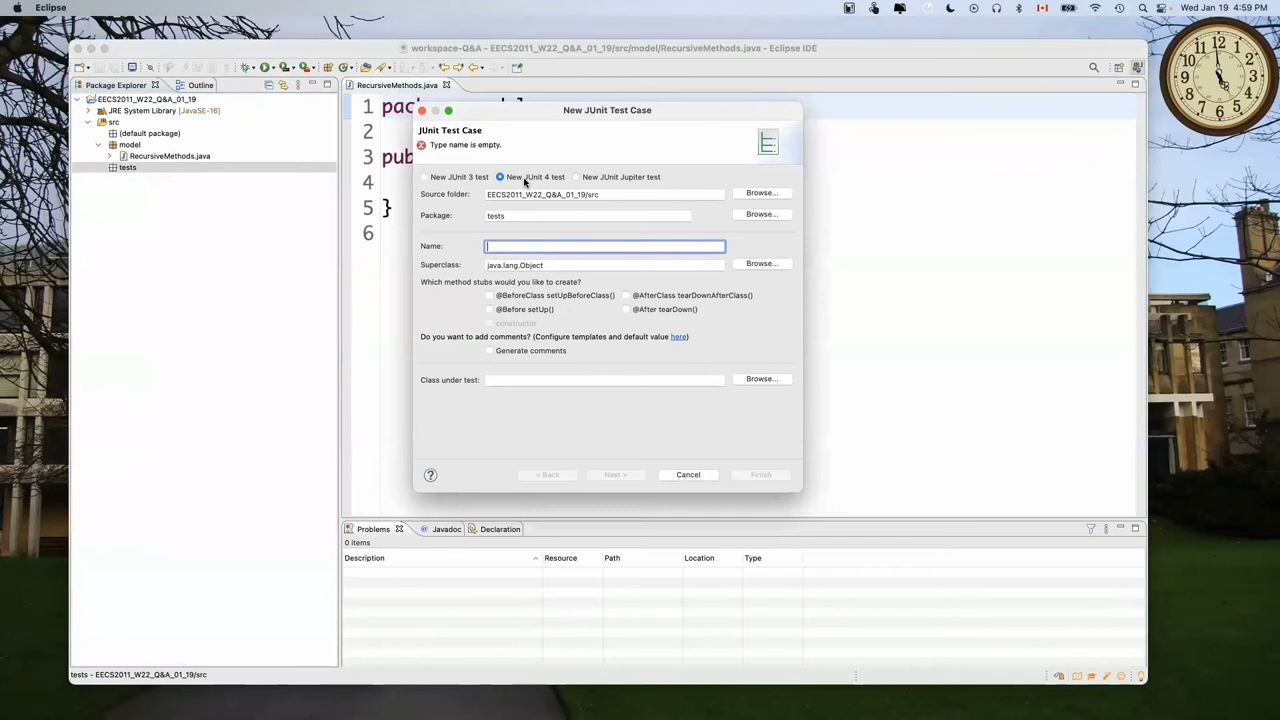 Eclipse
Wed Jan 19 4:59 PM
workspace-Q&A - EECS2011_W22_Q&A_01_19/src/model/RecursiveMethods.java - Eclipse IDE
Package Explorer
Outline
RecursiveMethods.java
EECS2011_W22_Q&A_01_19
JRE System Library [JavaSE-16]
src
(default package)
model
RecursiveMethods.java
tests
1
2
3 pub
4
5 }
6
New JUnit Test Case
JUnit Test Case
Type name is empty.
New JUnit 3 test
New JUnit 4 test
New JUnit Jupiter test
Source folder: EECS2011_W22_Q&A_01_19/src Browse...
Package: tests Browse...
Name:
Superclass: java.lang.Object Browse...
Which method stubs would you like to create?
@BeforeClass setUpBeforeClass() @AfterClass tearDownAfterClass()
@Before setUp() @After tearDown()
constructor
Do you want to add comments? (Configure templates and default value here)
Generate comments
Class under test: Browse...
? < Back Next > Cancel Finish
Problems Javadoc Declaration
0 items
Description Resource Path Location Type
tests - EECS2011_W22_Q&A_01_19/src